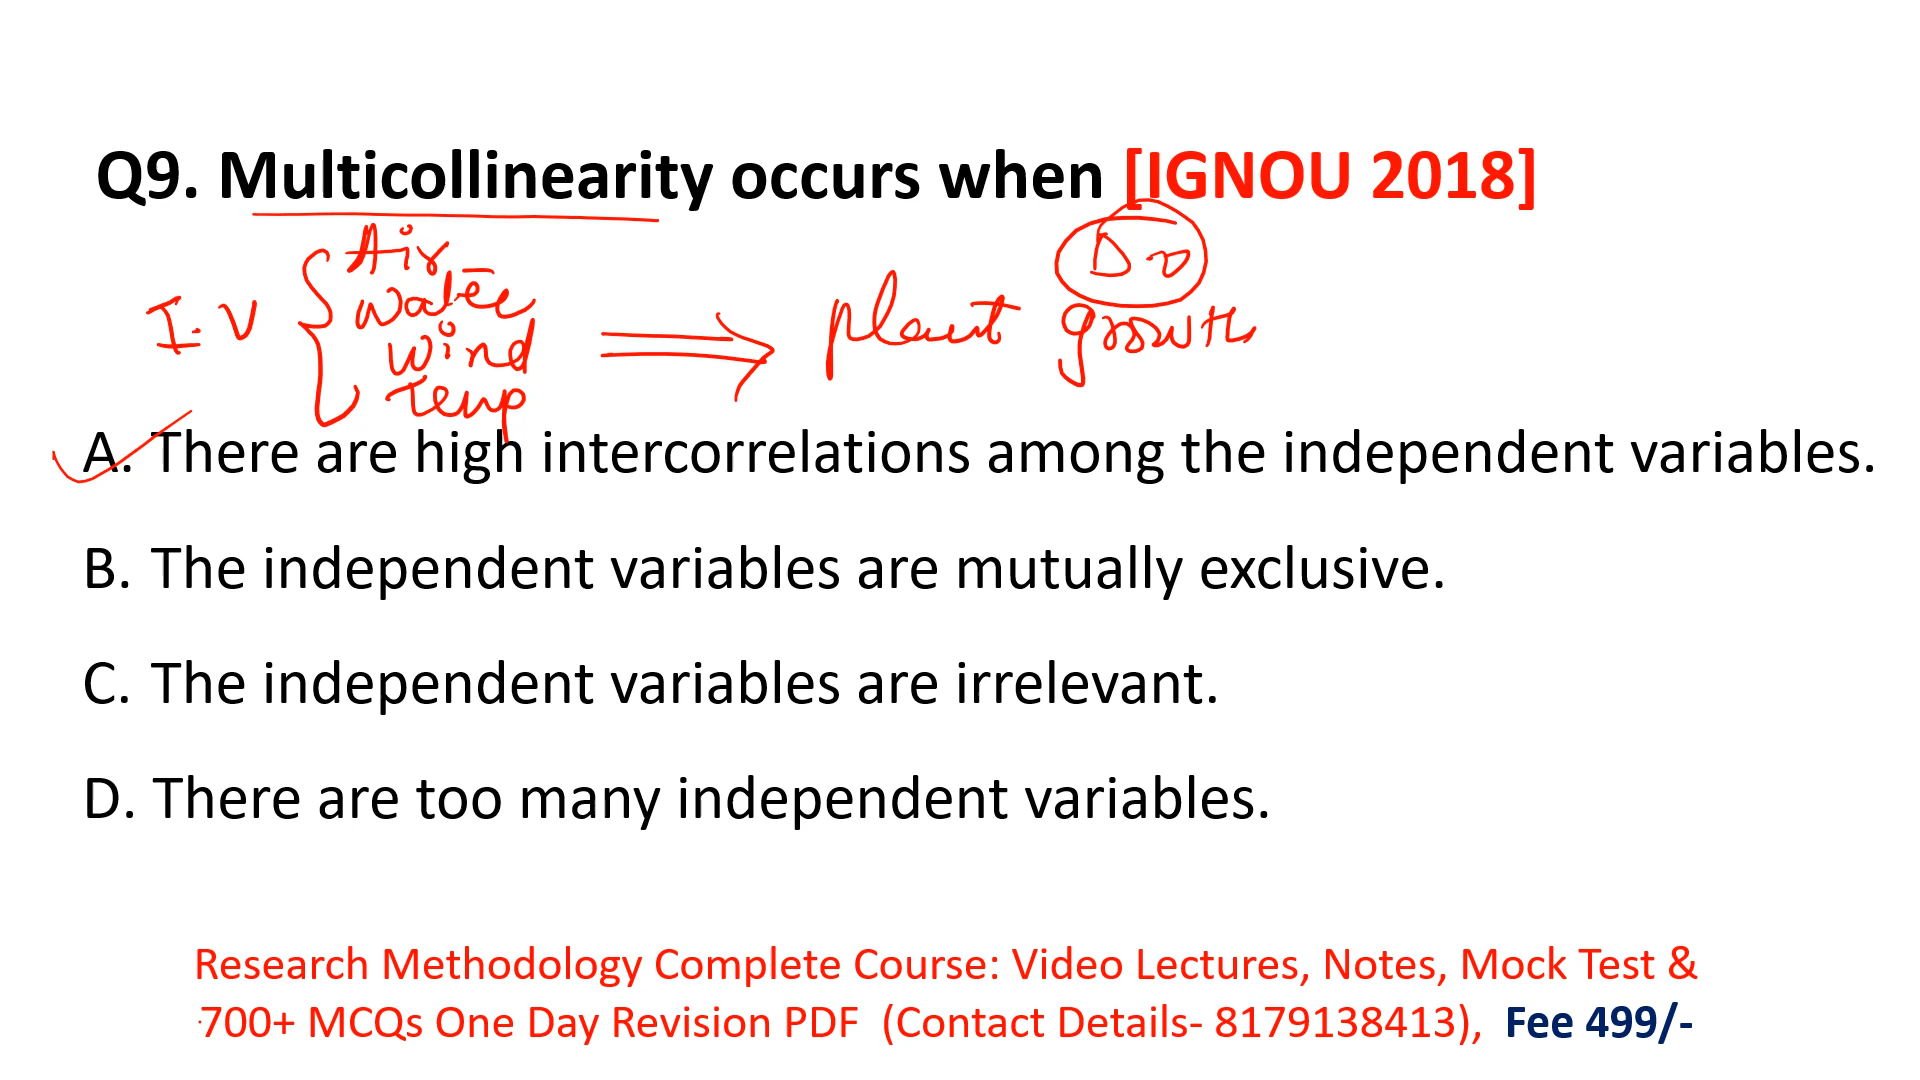 Q9. Multicollinearity occurs when [IGNOU 2018]
I.V
Air
Water
Wind
Temp
Plant growth
DV
A. There are high intercorrelations among the independent variables.
B. The independent variables are mutually exclusive.
C. The independent variables are irrelevant.
D. There are too many independent variables.
Research Methodology Complete Course: Video Lectures, Notes, Mock Test &
700+ MCQs One Day Revision PDF (Contact Details- 8179138413), Fee 499/-